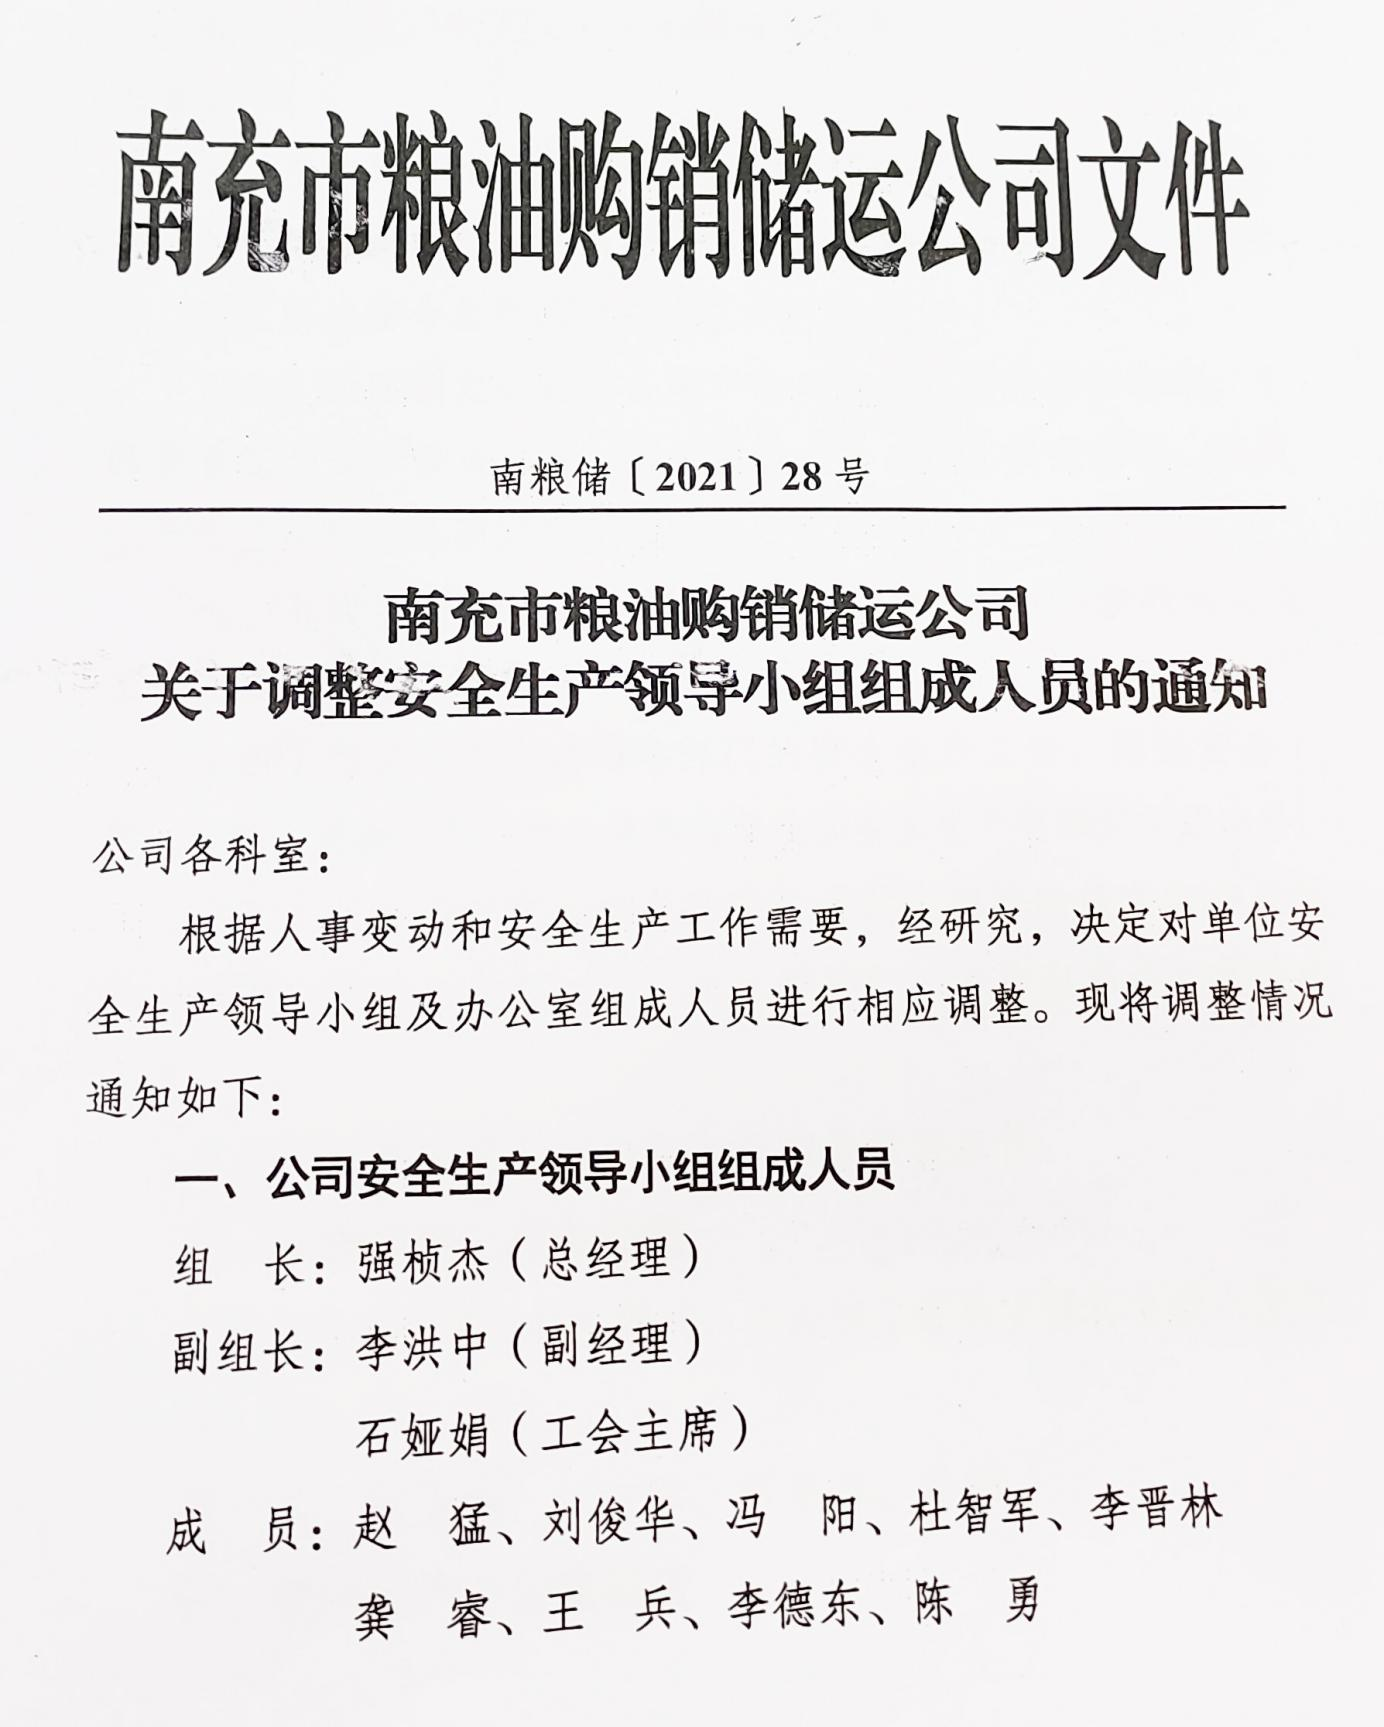 南充市粮油购销储运公司文件
南粮储〔2021〕28号
南充市粮油购销储运公司
关于调整安全生产领导小组组成人员的通知
公司各科室：
根据人事变动和安全生产工作需要，经研究，决定对单位安
全生产领导小组及办公室组成人员进行相应调整。现将调整情况
通知如下：
一、公司安全生产领导小组组成人员
组　长：强桢杰（总经理）
副组长：李洪中（副经理）
石娅娟（工会主席）
成　员：赵　猛、刘俊华、冯　阳、杜智军、李晋林
龚　睿、王　兵、李德东、陈　勇